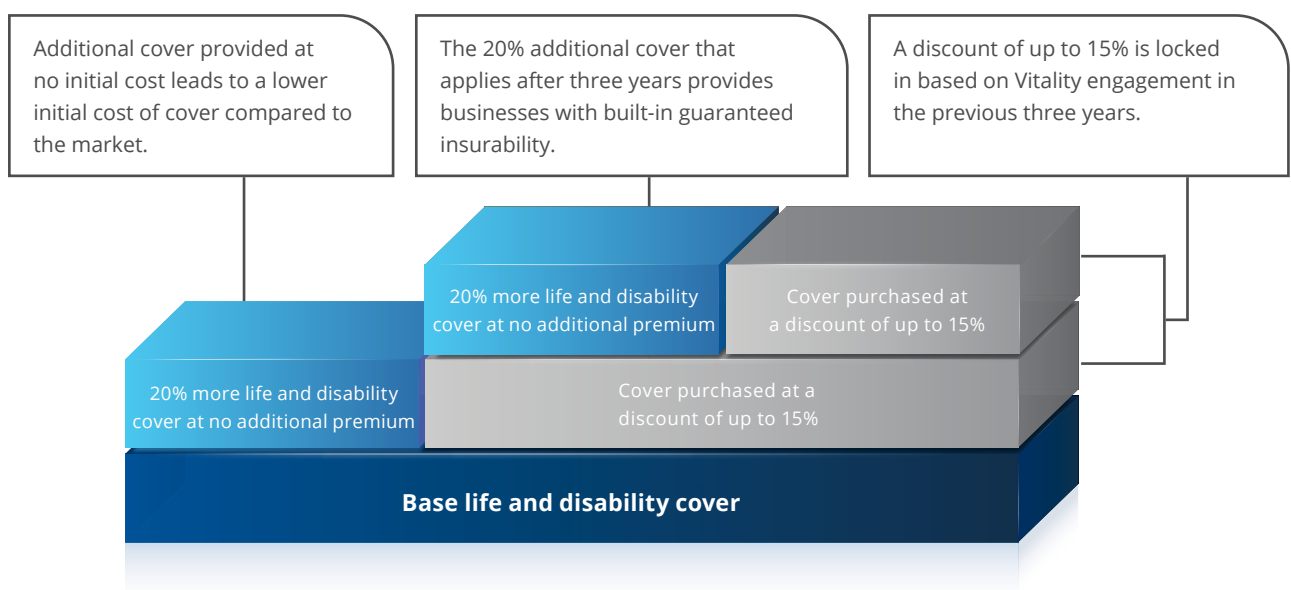 Additional cover provided at
no initial cost leads to a lower
initial cost of cover compared to
the market.
The 20% additional cover that
applies after three years provides
businesses with built-in guaranteed
insurability.
A discount of up to 15% is locked
in based on Vitality engagement in
the previous three years.
20% more life and disability
cover at no additional premium
Cover purchased at
a discount of up to 15%
20% more life and disability
cover at no additional premium
Cover purchased at a
discount of up to 15%
Base life and disability cover